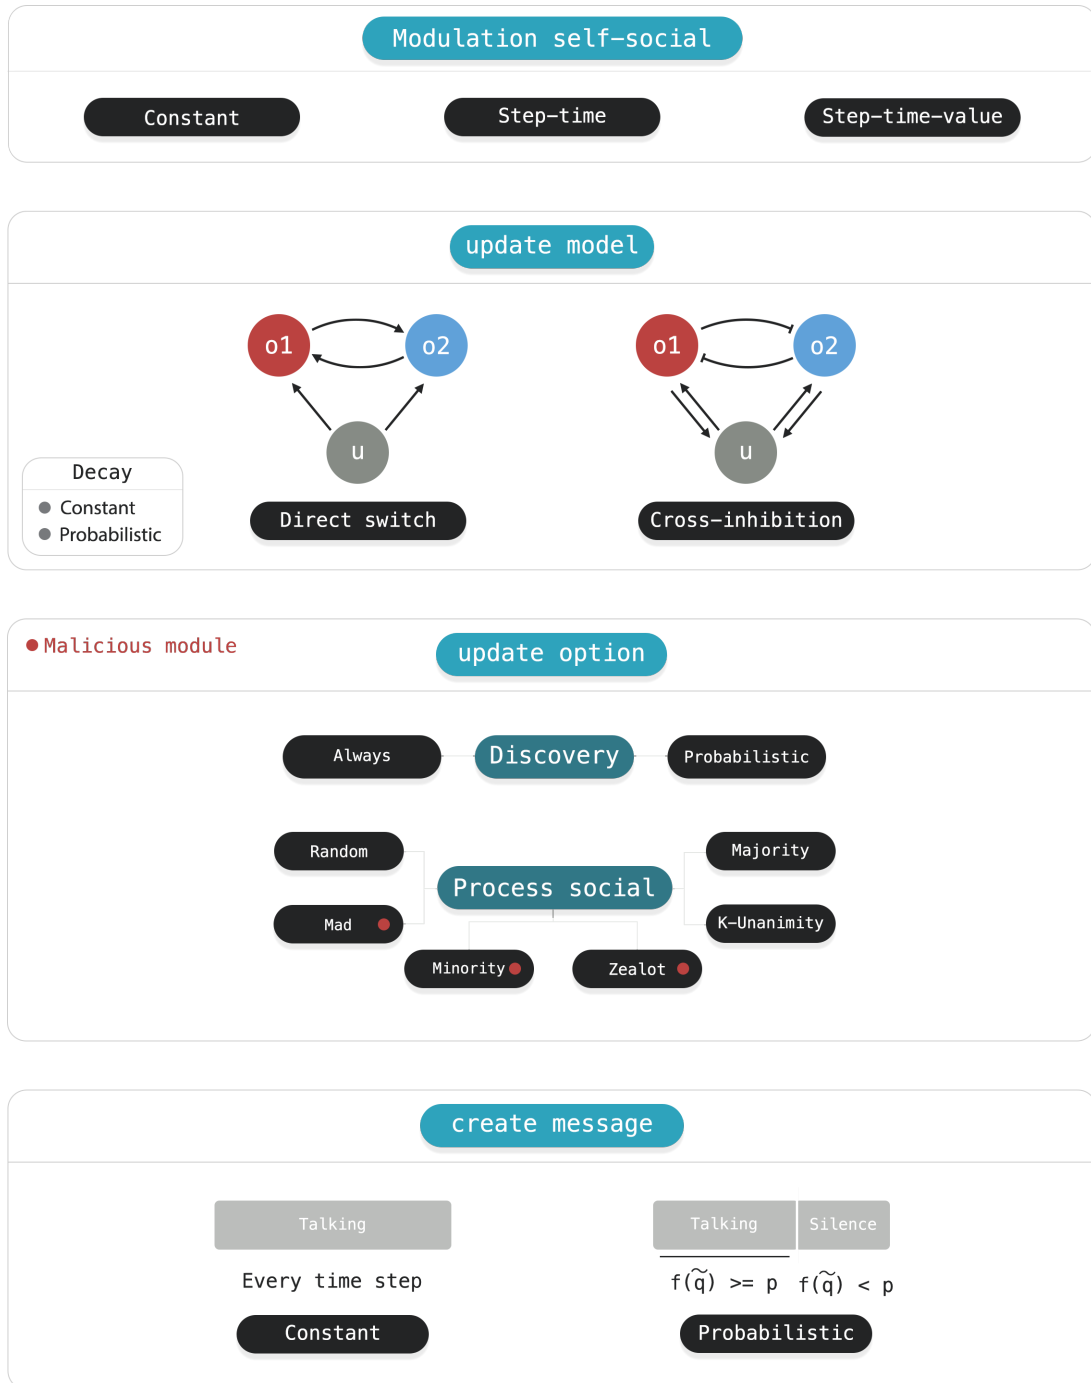 Modulation self-social
Constant
Step-time
Step-time-value
update model
o1
o2
u
Direct switch
o1
o2
u
Cross-inhibition
Decay
Constant
Probabilistic
Malicious module
update option
Always
Discovery
Probabilistic
Random
Mad
Process social
Majority
K-Unanimity
Minority
Zealot
create message
Talking
Every time step
Constant
Talking
Silence
f(q̃) >= p
f(q̃) < p
Probabilistic